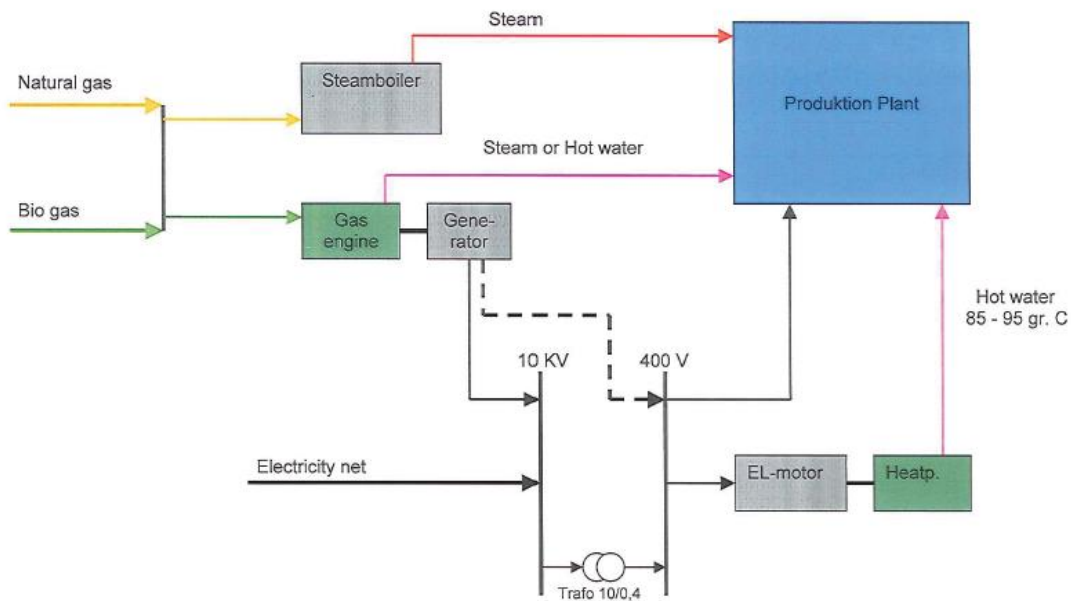 Steam
Natural gas
Steamboiler
Produktion Plant
Steam or Hot water
Bio gas
Gas
engine
Gene-
rator
Hot water
85 - 95 gr. C
10 KV
400 V
Electricity net
EL-motor
Heatp.
Trafo 10/0,4